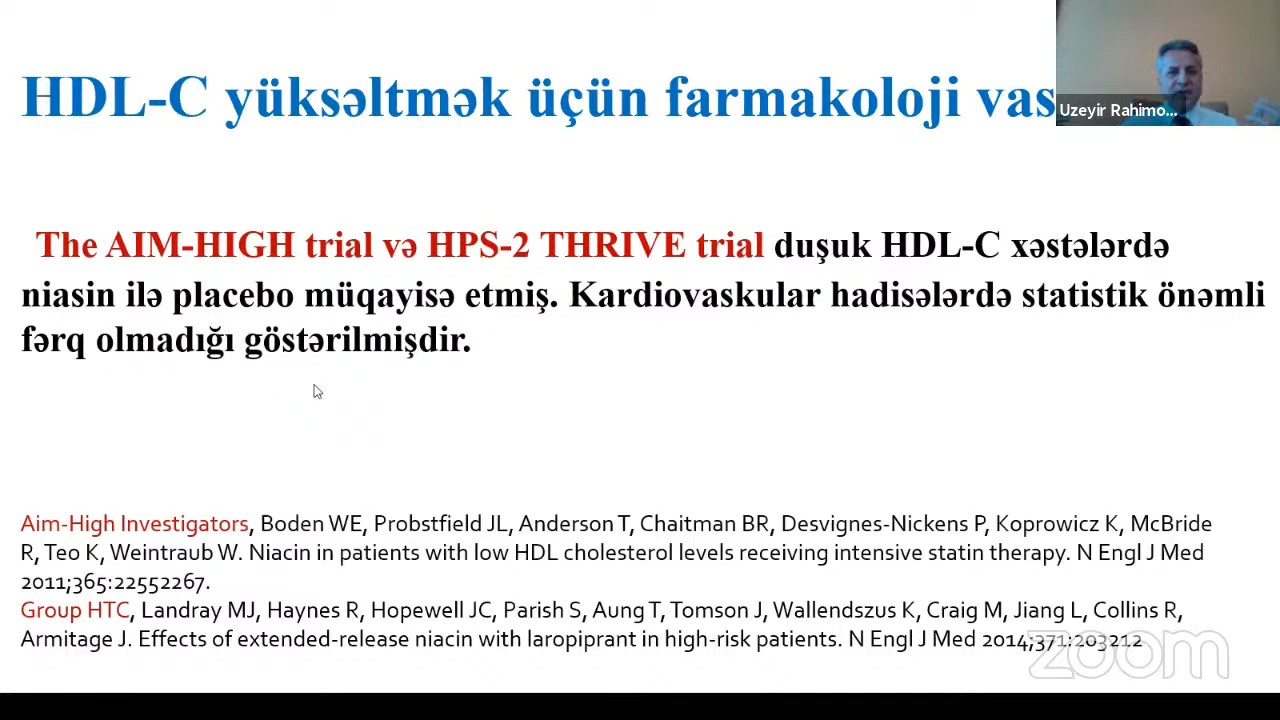 HDL-C yüksəltmək üçün farmakoloji vas
Uzeyir Rahimo...
The AIM-HIGH trial və HPS-2 THRIVE trial duşuk HDL-C xəstələrdə
niasin ilə placebo müqayisə etmiş. Kardiovaskular hadisələrdə statistik önəmli
fərq olmadığı göstərilmişdir.
Aim-High Investigators, Boden WE, Probstfield JL, Anderson T, Chaitman BR, Desvignes-Nickens P, Koprowicz K, McBride
R, Teo K, Weintraub W. Niacin in patients with low HDL cholesterol levels receiving intensive statin therapy. N Engl J Med
2011;365:22552267.
Group HTC, Landray MJ, Haynes R, Hopewell JC, Parish S, Aung T, Tomson J, Wallendszus K, Craig M, Jiang L, Collins R,
Armitage J. Effects of extended-release niacin with laropiprant in high-risk patients. N Engl J Med 2014;371:203212
zoom